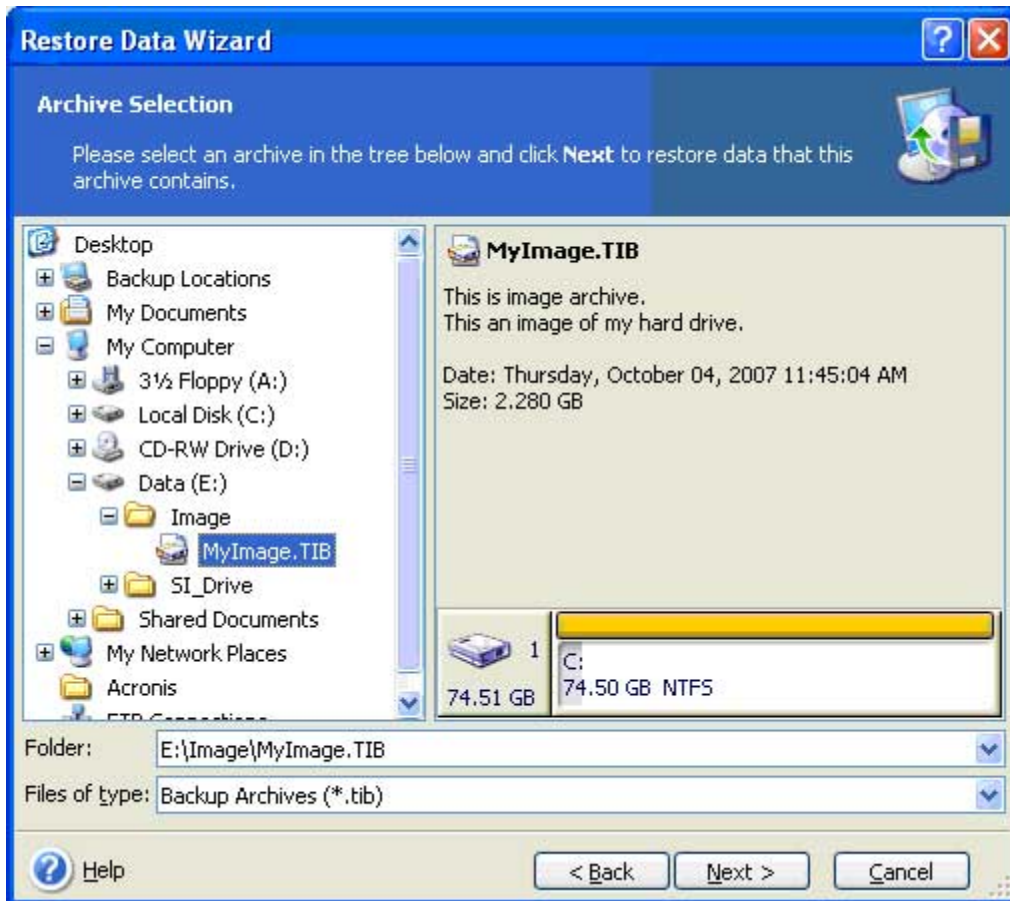 Restore Data Wizard
Archive Selection
Please select an archive in the tree below and click Next to restore data that this
archive contains.
Desktop
Backup Locations
My Documents
My Computer
3½ Floppy (A:)
Local Disk (C:)
CD-RW Drive (D:)
Data (E:)
Image
MyImage.TIB
SI_Drive
Shared Documents
My Network Places
Acronis
FTP Connections
MyImage.TIB
This is image archive.
This an image of my hard drive.
Date: Thursday, October 04, 2007 11:45:04 AM
Size: 2.280 GB
1
74.51 GB
C:
74.50 GB NTFS
Folder: E:\Image\MyImage.TIB
Files of type: Backup Archives (*.tib)
Help
< Back
Next >
Cancel